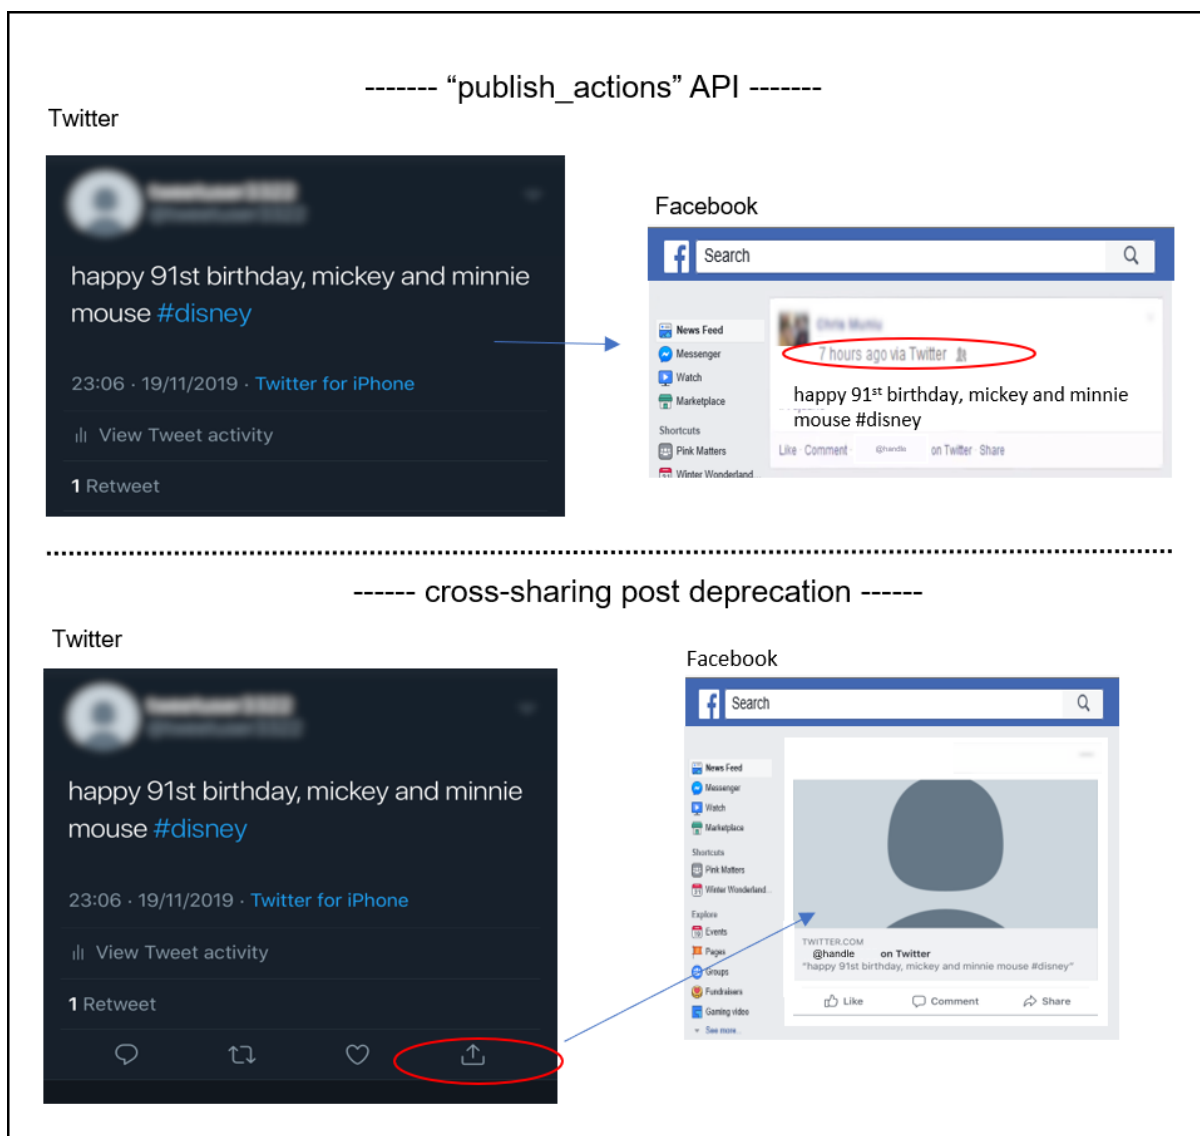 ------- “publish_actions” API -------
Twitter
happy 91st birthday, mickey and minnie
mouse #disney
23:06 · 19/11/2019 · Twitter for iPhone
View Tweet activity
1 Retweet
Facebook
Search
News Feed
Messenger
Watch
Marketplace
Shortcuts
Pink Matters
Winter Wonderland
7 hours ago via Twitter
happy 91st birthday, mickey and minnie
mouse #disney
Like · Comment · @handle on Twitter · Share
------ cross-sharing post deprecation ------
Twitter
happy 91st birthday, mickey and minnie
mouse #disney
23:06 · 19/11/2019 · Twitter for iPhone
View Tweet activity
1 Retweet
Facebook
Search
News Feed
Messenger
Watch
Marketplace
Shortcuts
Pink Matters
Winter Wonderland...
Explore
Events
Pages
Groups
Fundraisers
Gaming video
See more...
TWITTER.COM
@handle on Twitter
“happy 91st birthday, mickey and minnie mouse #disney”
Like Comment Share